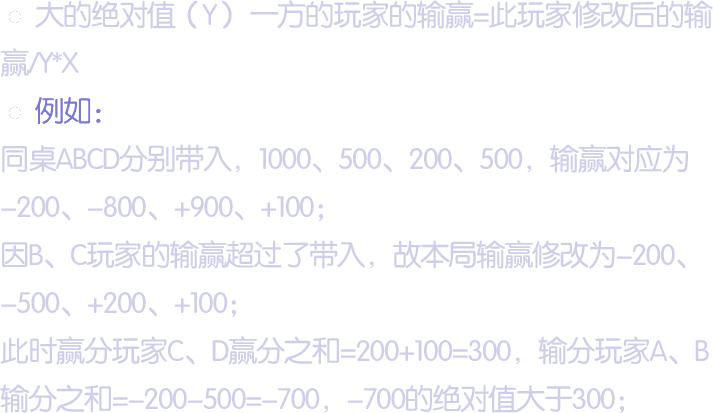 大的绝对值（Y）一方的玩家的输赢=此玩家修改后的输
赢/Y*X
例如：
同桌ABCD分别带入，1000、500、200、500，输赢对应为
-200、-800、+900、+100；
因B、C玩家的输赢超过了带入，故本局输赢修改为-200、
-500、+200、+100；
此时赢分玩家C、D赢分之和=200+100=300，输分玩家A、B
输分之和=-200-500=-700，-700的绝对值大于300；